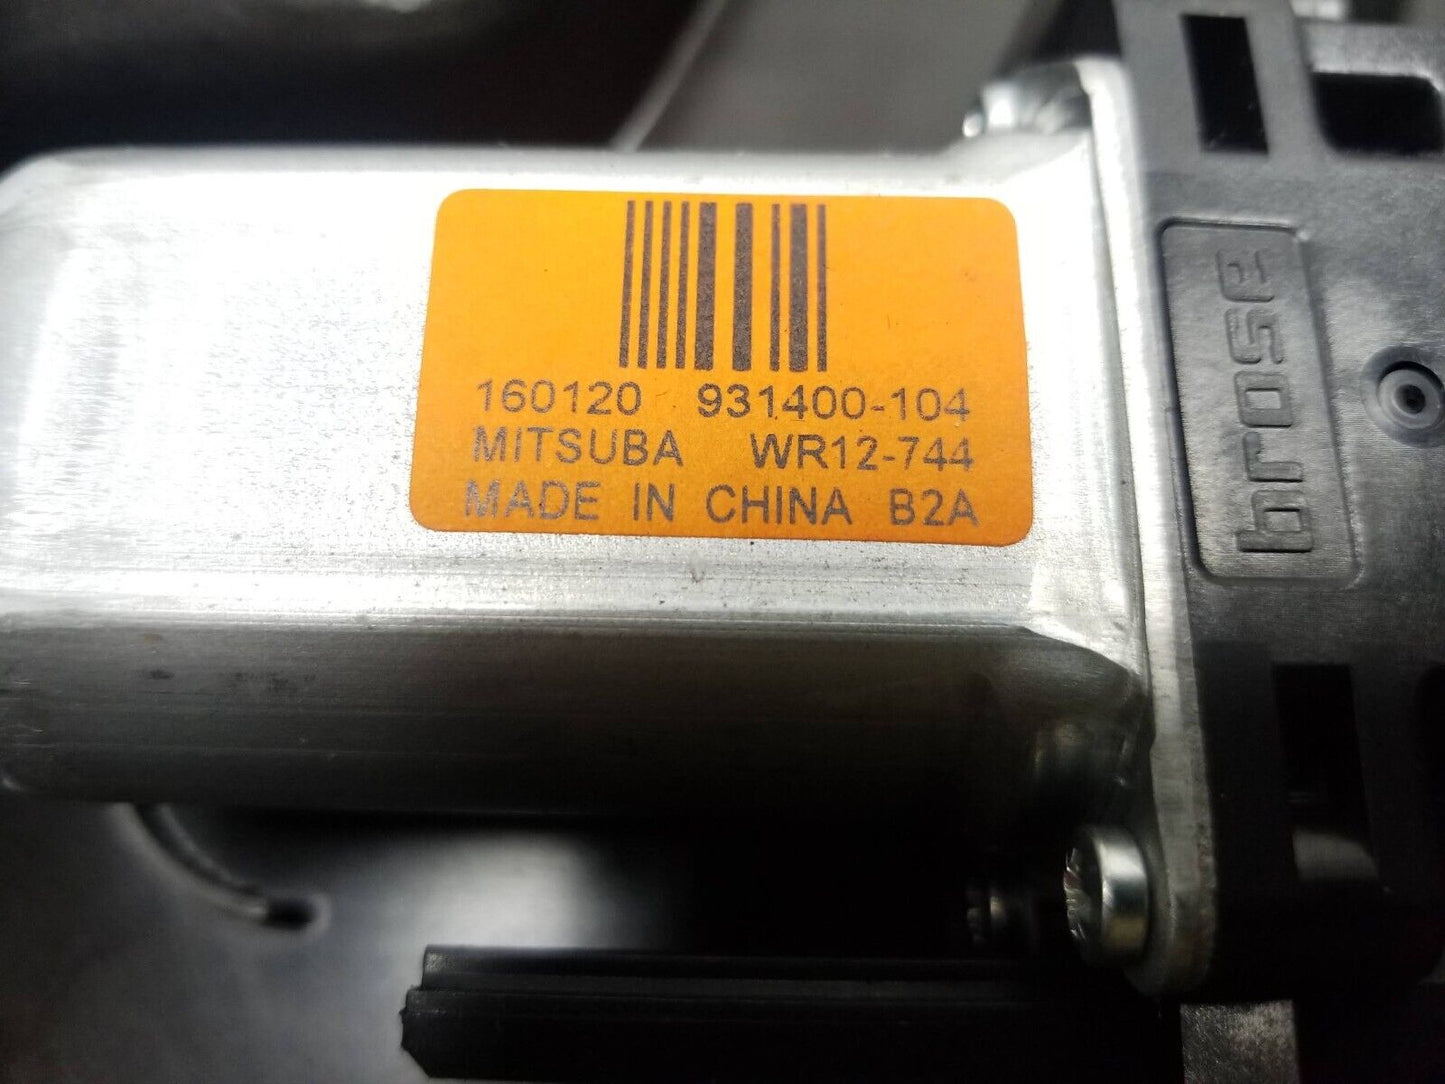 160120 931400-104
MITSUBA WR12-744
MADE IN CHINA B2A
brose